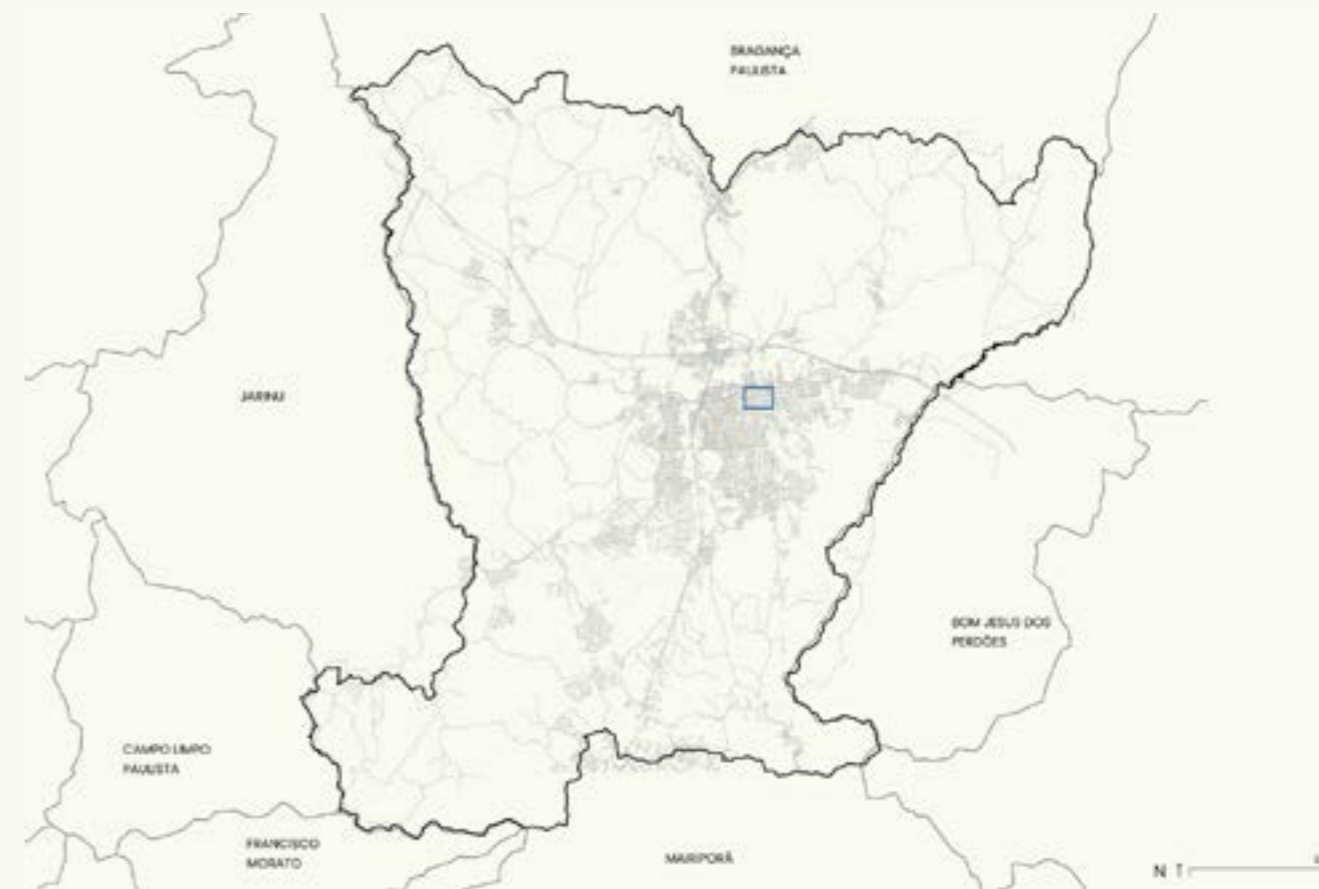 BRAGANÇA
PAULISTA
JARINU
BOM JESUS DOS
PERDÕES
CAMPO LIMPO
PAULISTA
FRANCISCO
MORATO
MAIRIPORÃ
N